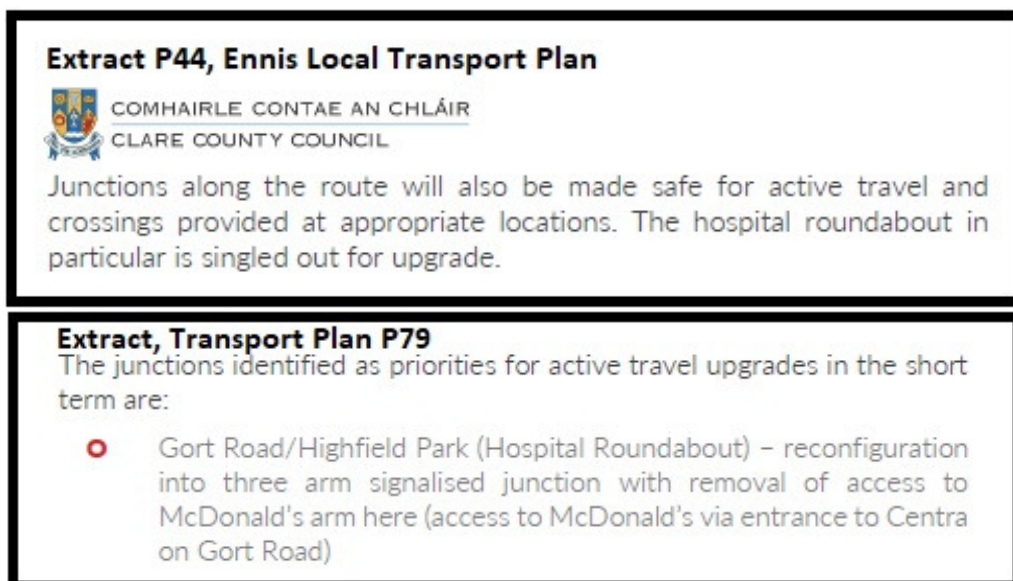 Extract P44, Ennis Local Transport Plan
COMHAIRLE CONTAE AN CHLÁIR
CLARE COUNTY COUNCIL
Junctions along the route will also be made safe for active travel and
crossings provided at appropriate locations. The hospital roundabout in
particular is singled out for upgrade.
Extract, Transport Plan P79
The junctions identified as priorities for active travel upgrades in the short
term are:
Gort Road/Highfield Park (Hospital Roundabout) – reconfiguration
into three arm signalised junction with removal of access to
McDonald's arm here (access to McDonald's via entrance to Centra
on Gort Road)